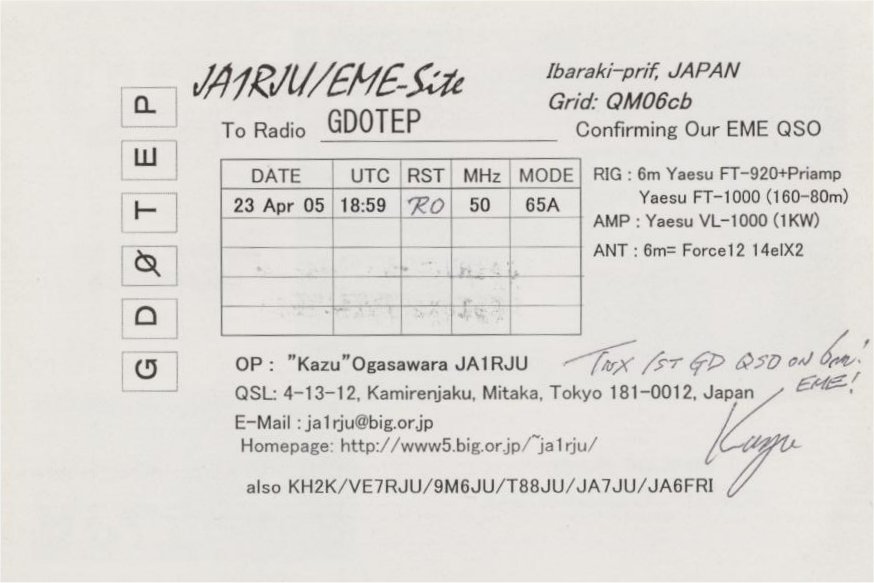 JA1RJU/EME-Site
Ibaraki-prif, JAPAN
Grid: QM06cb
To Radio GD0TEP
Confirming Our EME QSO
GDØTEP
DATE UTC RST MHz MODE
23 Apr 05 18:59 RO 50 65A
RIG : 6m Yaesu FT-920+Priamp
Yaesu FT-1000 (160-80m)
AMP : Yaesu VL-1000 (1KW)
ANT : 6m= Force12 14elX2
OP : "Kazu"Ogasawara JA1RJU
TNX 1ST GD QSO ON 6m!
EME!
QSL: 4-13-12, Kamirenjaku, Mitaka, Tokyo 181-0012, Japan
E-Mail : ja1rju@big.or.jp
Homepage: http://www5.big.or.jp/~ja1rju/
Kazu
also KH2K/VE7RJU/9M6JU/T88JU/JA7JU/JA6FRI